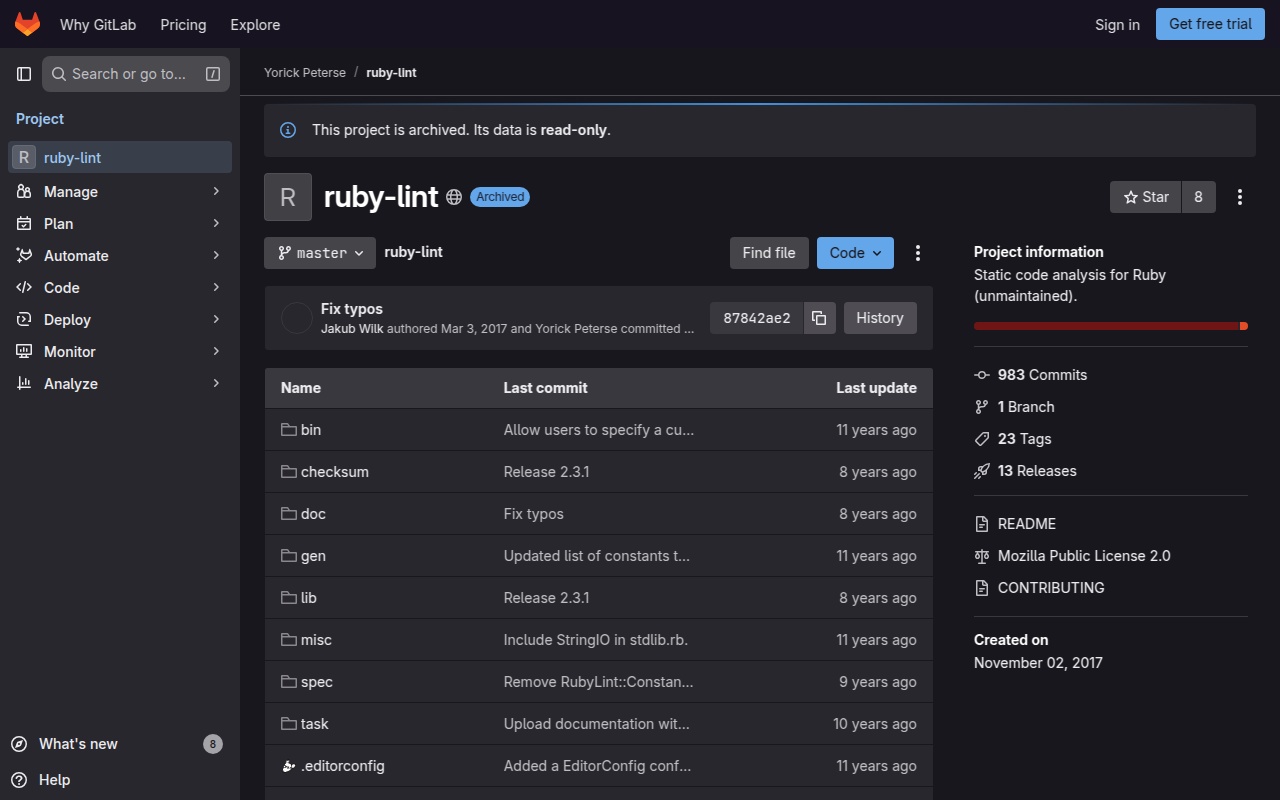 Why GitLab Pricing Explore Sign in Get free trial
Search or go to... /
Yorick Peterse / ruby-lint
Project
This project is archived. Its data is read-only.
R ruby-lint
Manage
Plan
Automate
Code
Deploy
Monitor
Analyze
What's new 8
Help
R ruby-lint Archived
Star 8
master ruby-lint Find file Code
Fix typos
Jakub Wilk authored Mar 3, 2017 and Yorick Peterse committed ...
87842ae2 History
Name Last commit Last update
bin Allow users to specify a cu... 11 years ago
checksum Release 2.3.1 8 years ago
doc Fix typos 8 years ago
gen Updated list of constants t... 11 years ago
lib Release 2.3.1 8 years ago
misc Include StringIO in stdlib.rb. 11 years ago
spec Remove RubyLint::Constan... 9 years ago
task Upload documentation wit... 10 years ago
.editorconfig Added a EditorConfig conf... 11 years ago
Project information
Static code analysis for Ruby
(unmaintained).
983 Commits
1 Branch
23 Tags
13 Releases
README
Mozilla Public License 2.0
CONTRIBUTING
Created on
November 02, 2017